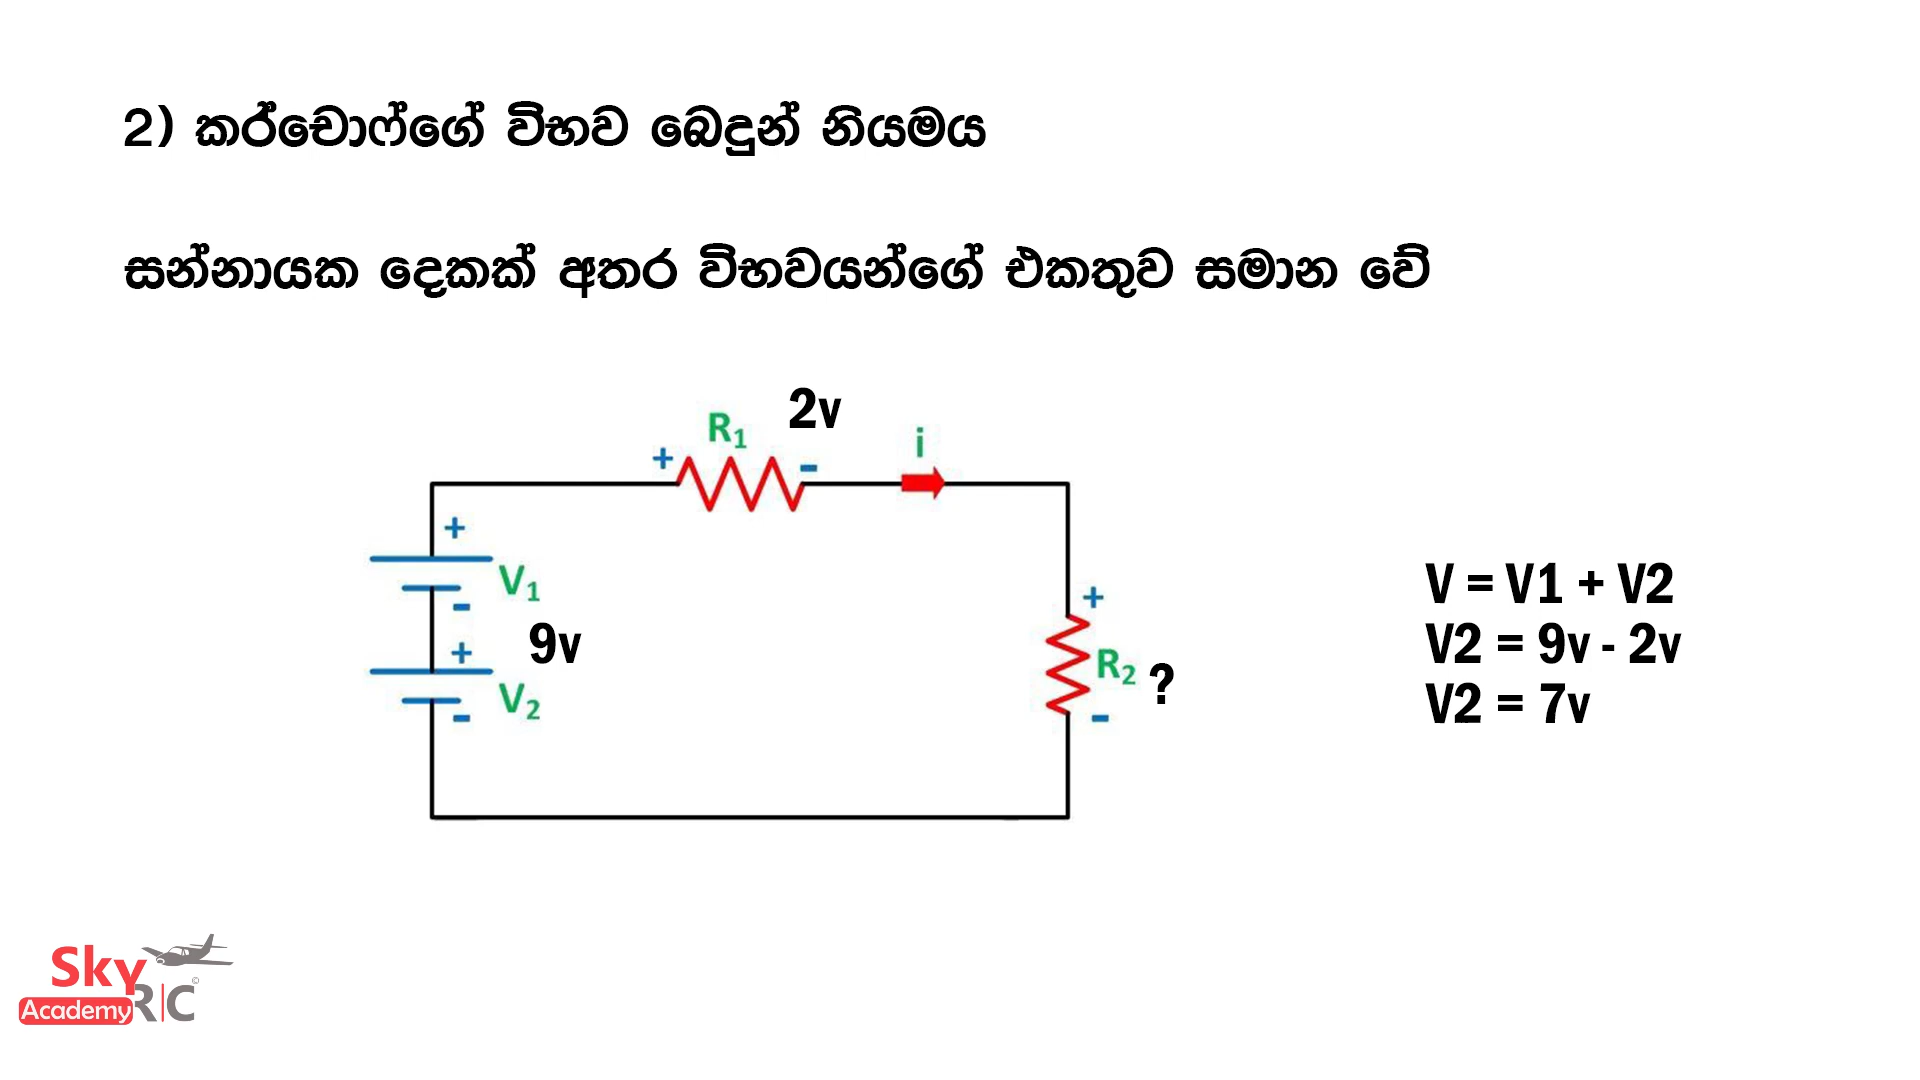 2) කර්චොෆ්ගේ විභව බෙදුන් නියමය
සන්නායක දෙකක් අතර විභවයන්ගේ එකතුව සමාන වේ
R₁ 2v i
+ -
+
V₁
-
+ 9v
V₂
-
+
R₂ ?
-
V = V1 + V2
V2 = 9v - 2v
V2 = 7v
Sky
Academy R|C ©